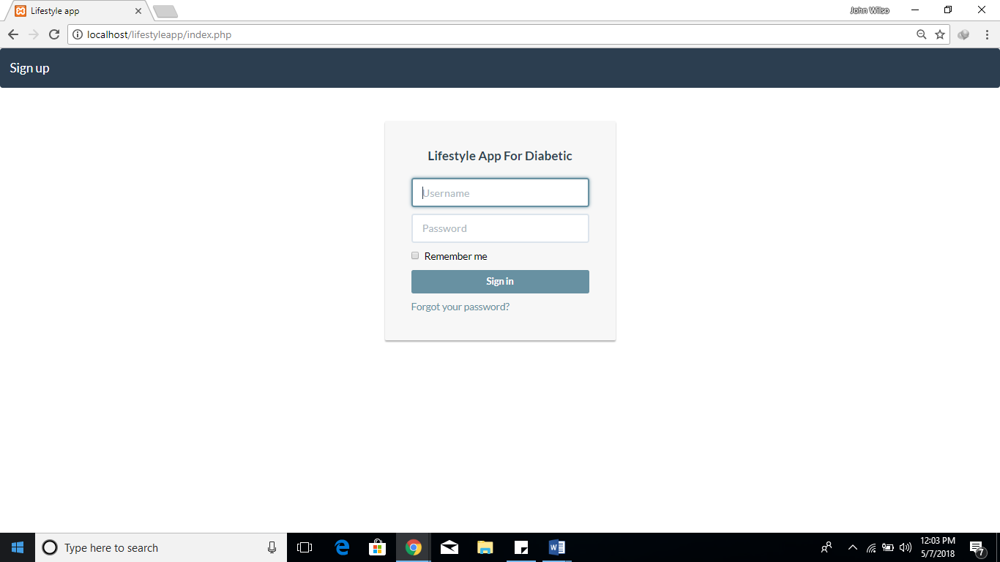 Lifestyle app
John Wilso
localhost/lifestyleapp/index.php
Sign up
Lifestyle App For Diabetic
Username
Password
Remember me
Sign in
Forgot your password?
Type here to search
12:03 PM
5/7/2018
7